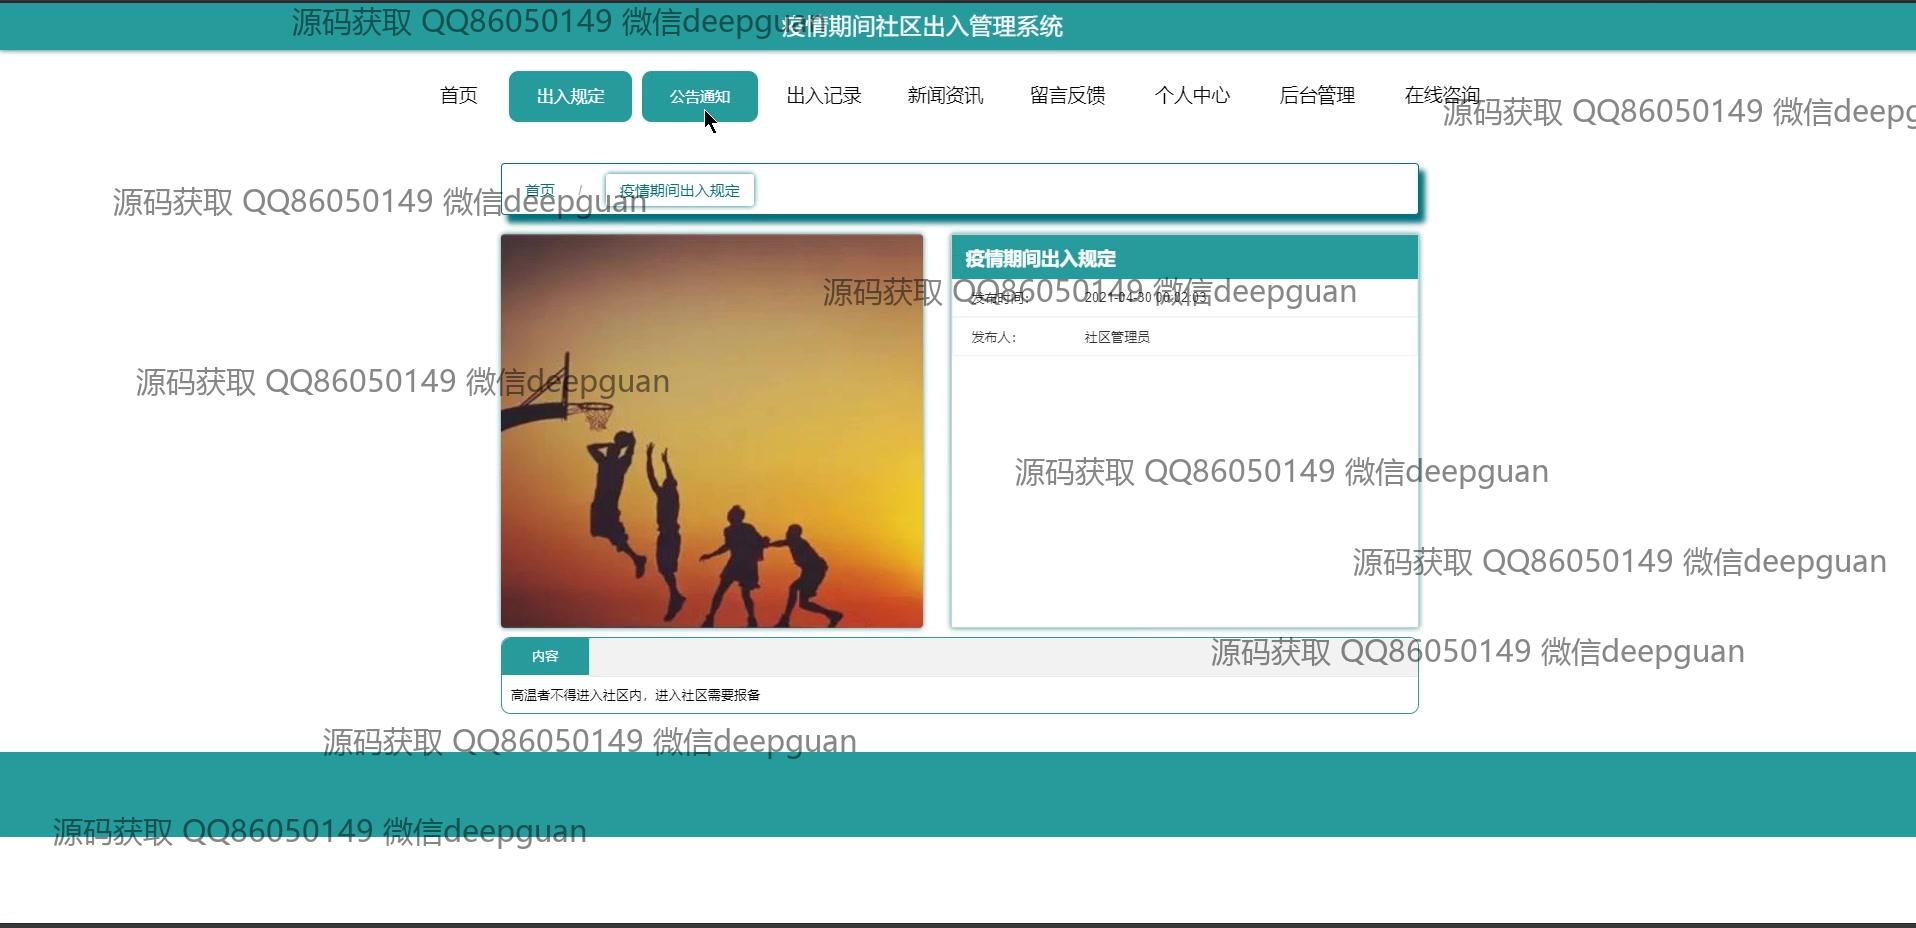 源码获取 QQ86050149 微信deepguan
疫情期间社区出入管理系统
首页 出入规定 公告通知 出入记录 新闻资讯 留言反馈 个人中心 后台管理 在线咨询
源码获取 QQ86050149 微信deepg
首页 / 疫情期间出入规定
源码获取 QQ86050149 微信deepguan
疫情期间出入规定
源码获取 QQ86050149 微信deepguan
发布时间: 2021-04-30 06:02:03
发布人: 社区管理员
源码获取 QQ86050149 微信deepguan
源码获取 QQ86050149 微信deepguan
源码获取 QQ86050149 微信deepguan
内容
源码获取 QQ86050149 微信deepguan
高温者不得进入社区内，进入社区需要报备
源码获取 QQ86050149 微信deepguan
源码获取 QQ86050149 微信deepguan